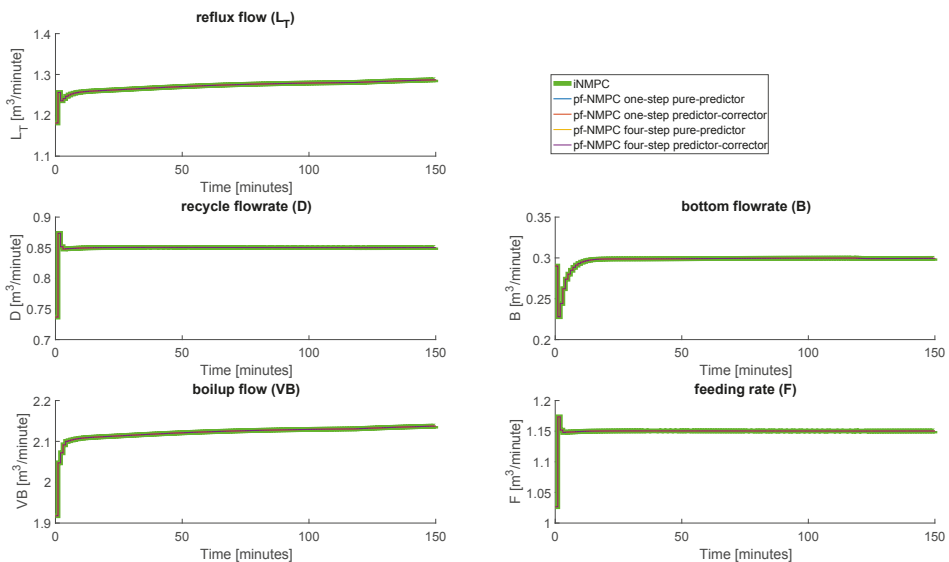 reflux flow (L_T)
1.4
1.3
1.2
1.1
L_T [m^3/minute]
0 50 100 150
Time [minutes]
iNMPC
pf-NMPC one-step pure-predictor
pf-NMPC one-step predictor-corrector
pf-NMPC four-step pure-predictor
pf-NMPC four-step predictor-corrector
recycle flowrate (D)
0.9
0.85
0.8
0.75
0.7
D [m^3/minute]
0 50 100 150
Time [minutes]
bottom flowrate (B)
0.35
0.3
0.25
0.2
B [m^3/minute]
0 50 100 150
Time [minutes]
boilup flow (VB)
2.2
2.1
2
1.9
VB [m^3/minute]
0 50 100 150
Time [minutes]
feeding rate (F)
1.2
1.15
1.1
1.05
1
F [m^3/minute]
0 50 100 150
Time [minutes]